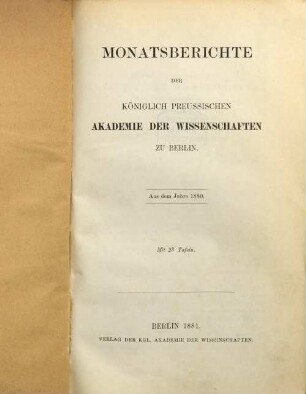 MONATSBERICHTE
DER
KÖNIGLICH PREUSSISCHEN
AKADEMIE DER WISSENSCHAFTEN
ZU BERLIN.
Aus dem Jahre 1880.
Mit 23 Tafeln.
BERLIN 1881.
VERLAG DER KGL. AKADEMIE DER WISSENSCHAFTEN.